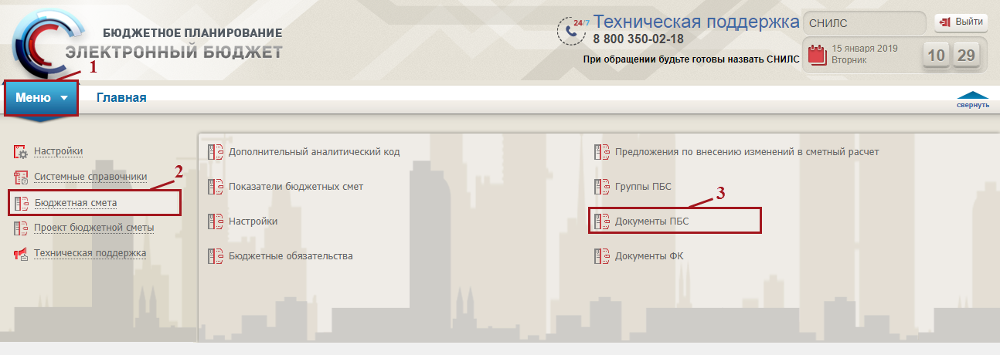 БЮДЖЕТНОЕ ПЛАНИРОВАНИЕ
ЭЛЕКТРОННЫЙ БЮДЖЕТ
24/7 Техническая поддержка
8 800 350-02-18
При обращении будьте готовы назвать СНИЛС
СНИЛС
Выйти
15 января 2019
Вторник
10 29
1
Меню
Главная
свернуть
Настройки
Системные справочники
2
Бюджетная смета
Проект бюджетной сметы
Техническая поддержка
Дополнительный аналитический код
Показатели бюджетных смет
Настройки
Бюджетные обязательства
Предложения по внесению изменений в сметный расчет
Группы ПБС
3
Документы ПБС
Документы ФК